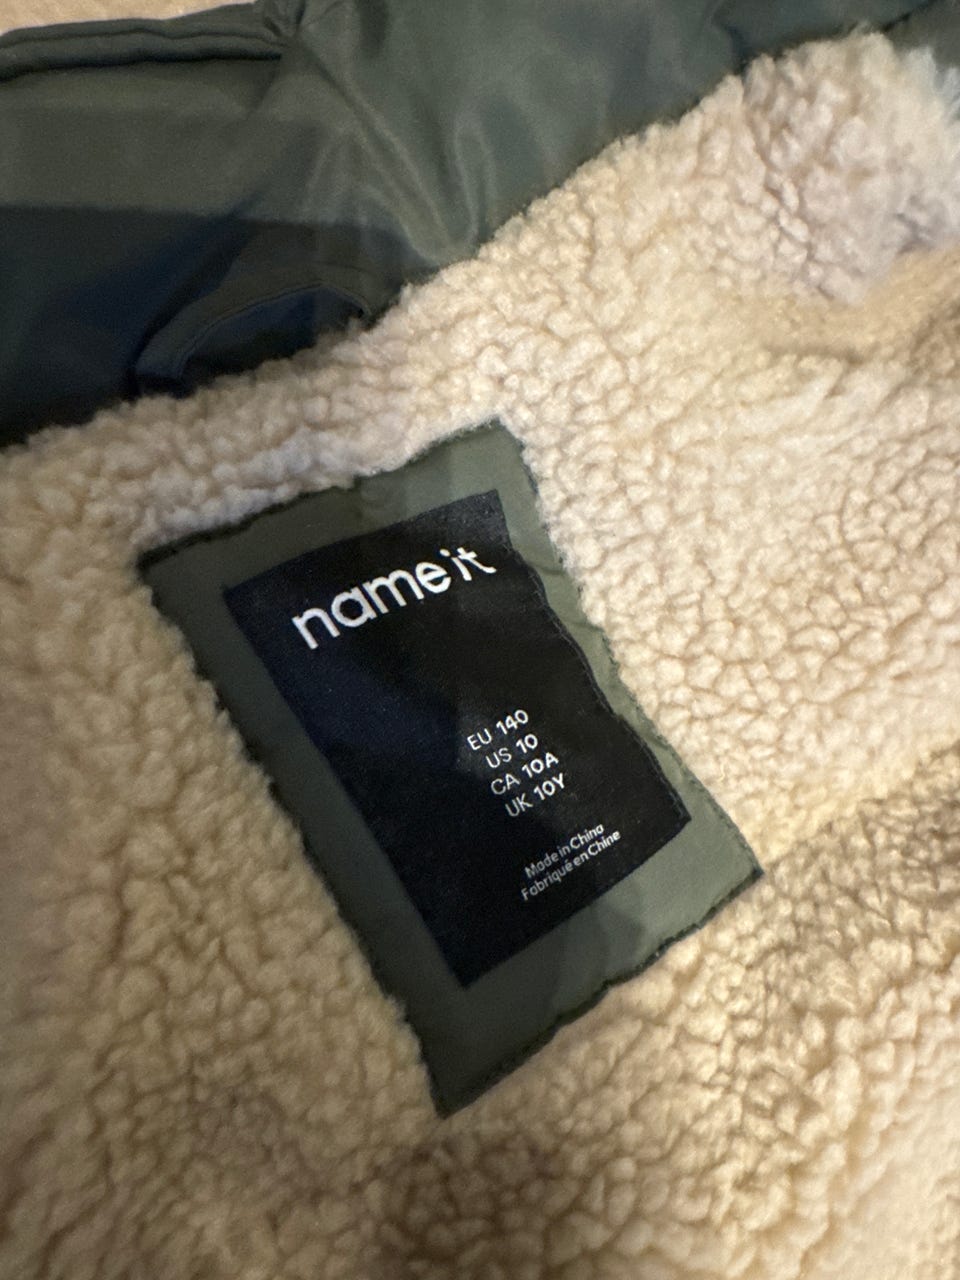 name it
EU 140
US 10
CA 10A
UK 10Y
Made in China
Fabriqué en Chine